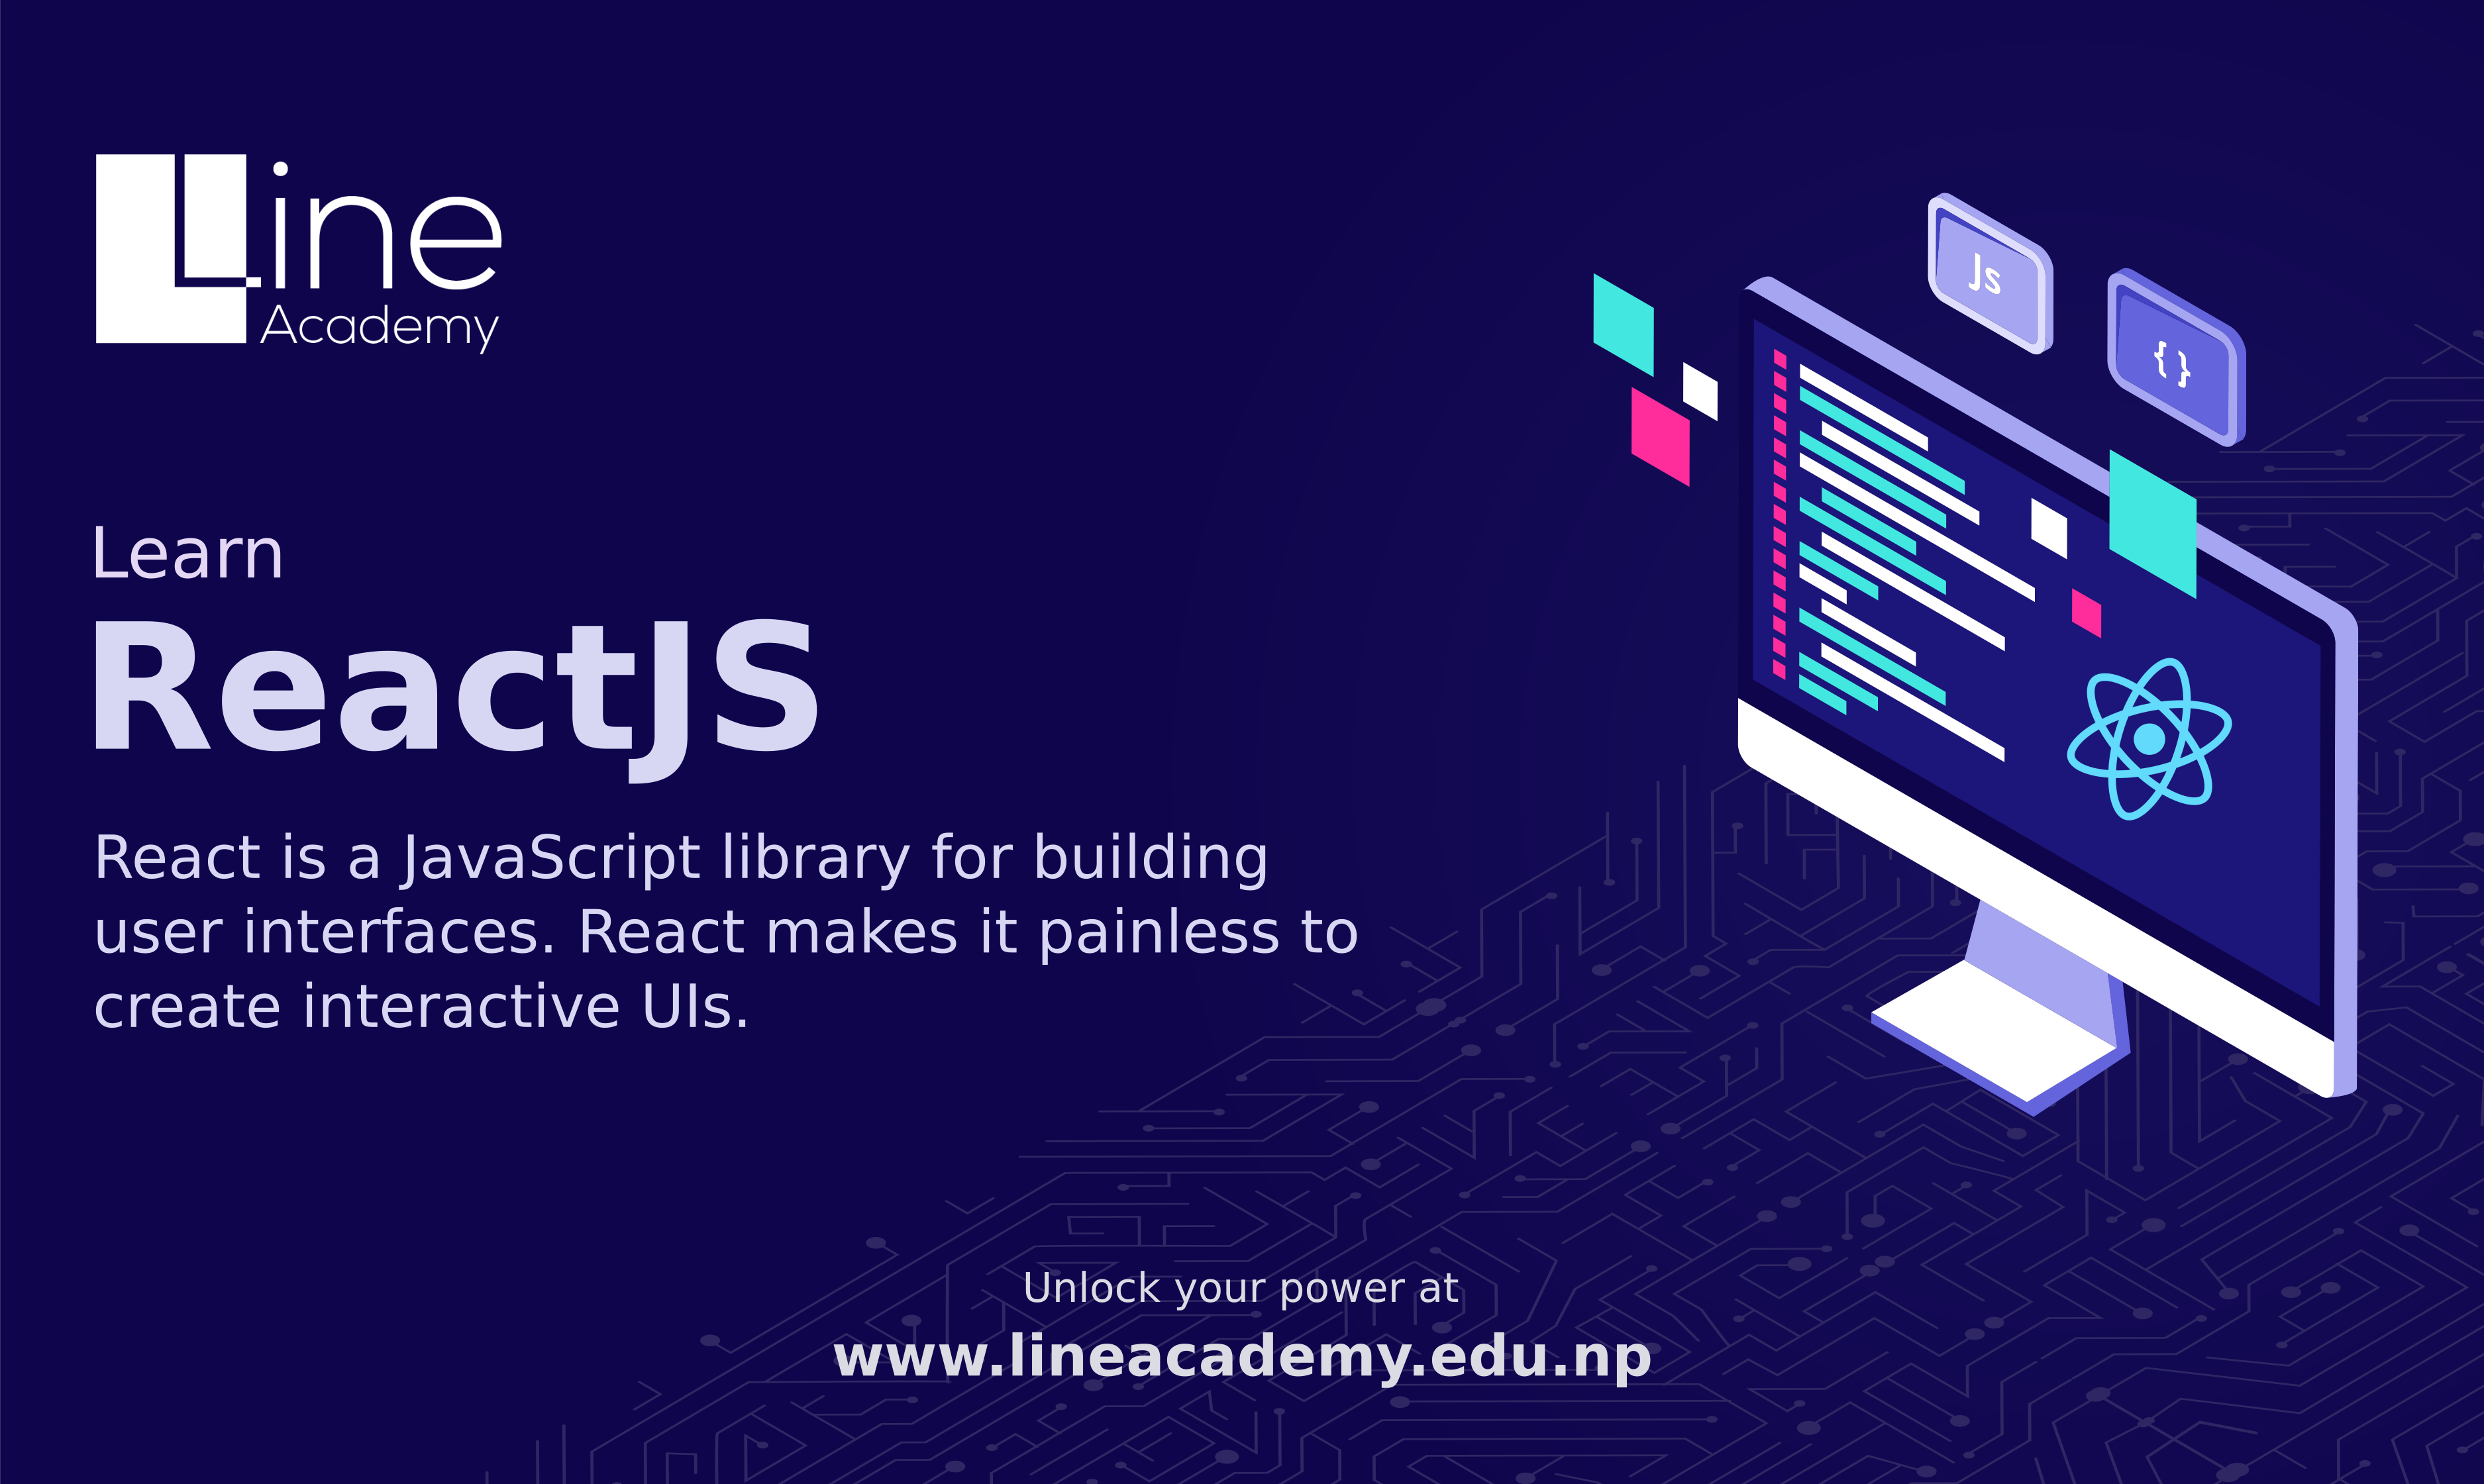 Line
Academy
Learn
ReactJS
React is a JavaScript library for building
user interfaces. React makes it painless to
create interactive UIs.
Js
{}
Unlock your power at
www.lineacademy.edu.np